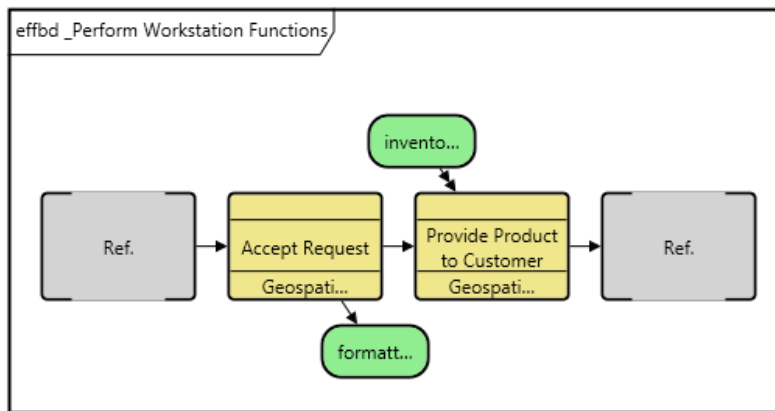 effbd _Perform Workstation Functions
invento...
Ref.
Accept Request
Geospati...
Provide Product
to Customer
Geospati...
Ref.
formatt...